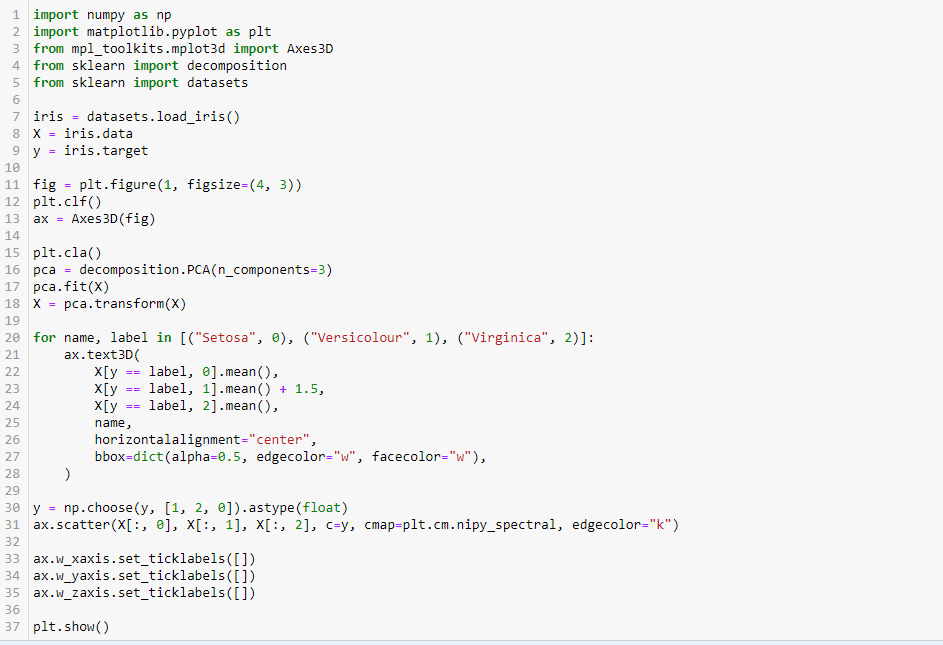 1 import numpy as np
2 import matplotlib.pyplot as plt
3 from mpl_toolkits.mplot3d import Axes3D
4 from sklearn import decomposition
5 from sklearn import datasets
6
7 iris = datasets.load_iris()
8 X = iris.data
9 y = iris.target
10
11 fig = plt.figure(1, figsize=(4, 3))
12 plt.clf()
13 ax = Axes3D(fig)
14
15 plt.cla()
16 pca = decomposition.PCA(n_components=3)
17 pca.fit(X)
18 X = pca.transform(X)
19
20 for name, label in [("Setosa", 0), ("Versicolour", 1), ("Virginica", 2)]:
21     ax.text3D(
22         X[y == label, 0].mean(),
23         X[y == label, 1].mean() + 1.5,
24         X[y == label, 2].mean(),
25         name,
26         horizontalalignment="center",
27         bbox=dict(alpha=0.5, edgecolor="w", facecolor="w"),
28     )
29
30 y = np.choose(y, [1, 2, 0]).astype(float)
31 ax.scatter(X[:, 0], X[:, 1], X[:, 2], c=y, cmap=plt.cm.nipy_spectral, edgecolor="k")
32
33 ax.w_xaxis.set_ticklabels([])
34 ax.w_yaxis.set_ticklabels([])
35 ax.w_zaxis.set_ticklabels([])
36
37 plt.show()